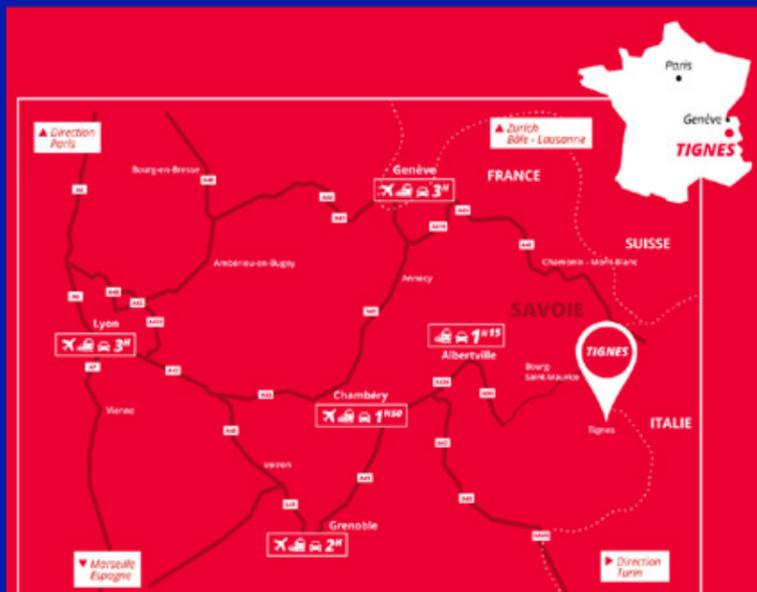 Paris
Genève
TIGNES
▲ Direction
Paris
▲ Zurich
Bâle - Lausanne
Bourg-en-Bresse
Genève
3H
FRANCE
SUISSE
Ambérieu-en-Bugey
Annecy
Chamonix - Mont-Blanc
SAVOIE
Lyon
3H
1H15
Albertville
TIGNES
Bourg
Saint-Maurice
Chambéry
1H50
Vienne
Tignes
ITALIE
Voiron
Grenoble
2H
▼ Marseille
Espagne
► Direction
Turin